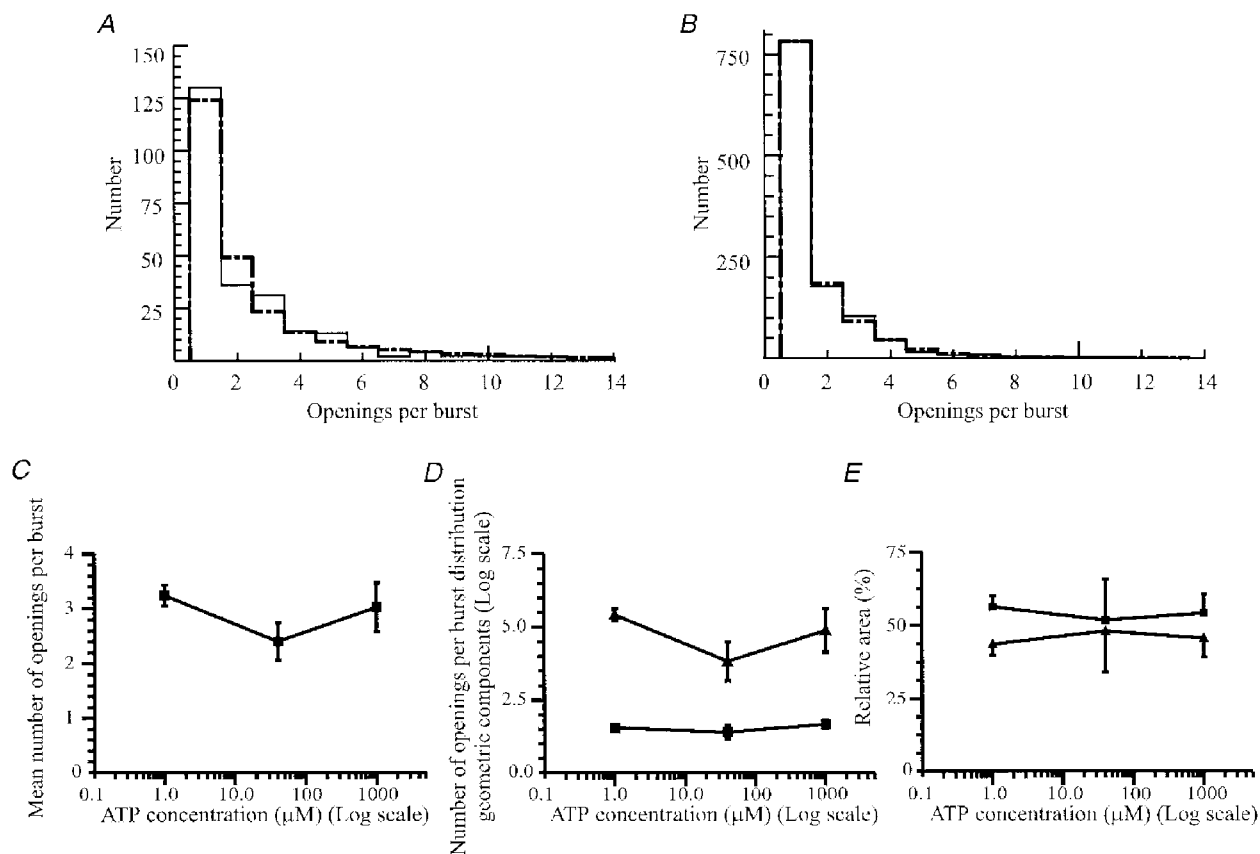 A
150
125
100
75
50
25
Number
0 2 4 6 8 10 12 14
Openings per burst
B
750
500
250
Number
0 2 4 6 8 10 12 14
Openings per burst
C
Mean number of openings per burst
4
3
2
1
0
0.1 1.0 10.0 100.0 1000
ATP concentration (µM) (Log scale)
D
Number of openings per burst distribution
geometric components (Log scale)
7.5
5.0
2.5
0.0
0.1 1.0 10.0 100.0 1000
ATP concentration (µM) (Log scale)
E
Relative area (%)
75
50
25
0
0.1 1.0 10.0 100.0 1000
ATP concentration (µM) (Log scale)